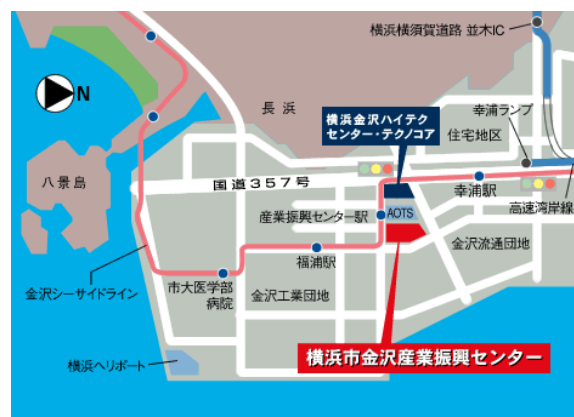 横浜横須賀道路 並木IC
N
長浜
横浜金沢ハイテク
センター・テクノコア
幸浦ランプ
住宅地区
八景島
国道357号
幸浦駅
高速湾岸線
産業振興センター駅
AOTS
金沢流通団地
福浦駅
金沢シーサイドライン
市大医学部
病院
金沢工業団地
横浜ヘリポート
横浜市金沢産業振興センター